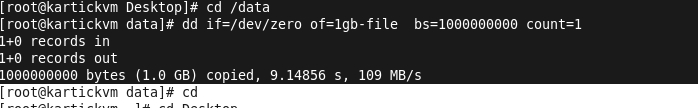 [root@kartickvm Desktop]# cd /data
[root@kartickvm data]# dd if=/dev/zero of=1gb-file  bs=1000000000 count=1
1+0 records in
1+0 records out
1000000000 bytes (1.0 GB) copied, 9.14856 s, 109 MB/s
[root@kartickvm data]# cd
[root@kartickvm ~]# cd Desktop